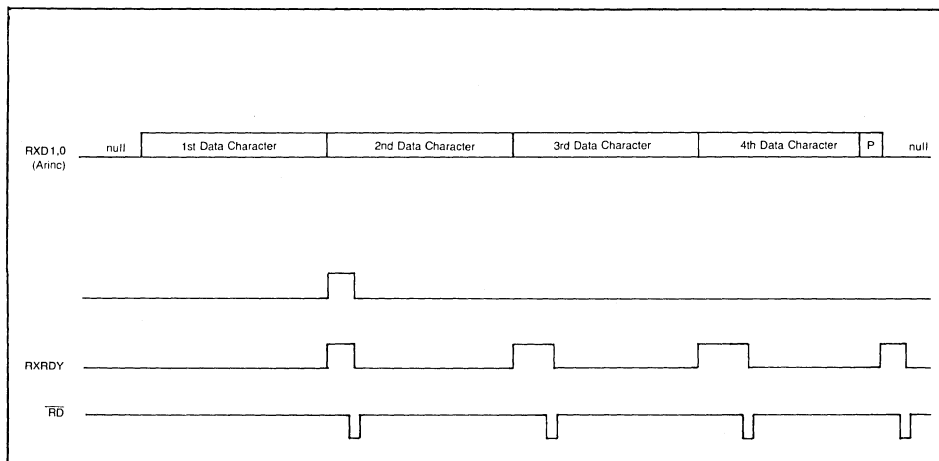 RXD1,0 null 1st Data Character 2nd Data Character 3rd Data Character 4th Data Character P null
(Arinc)
RXRDY
RD